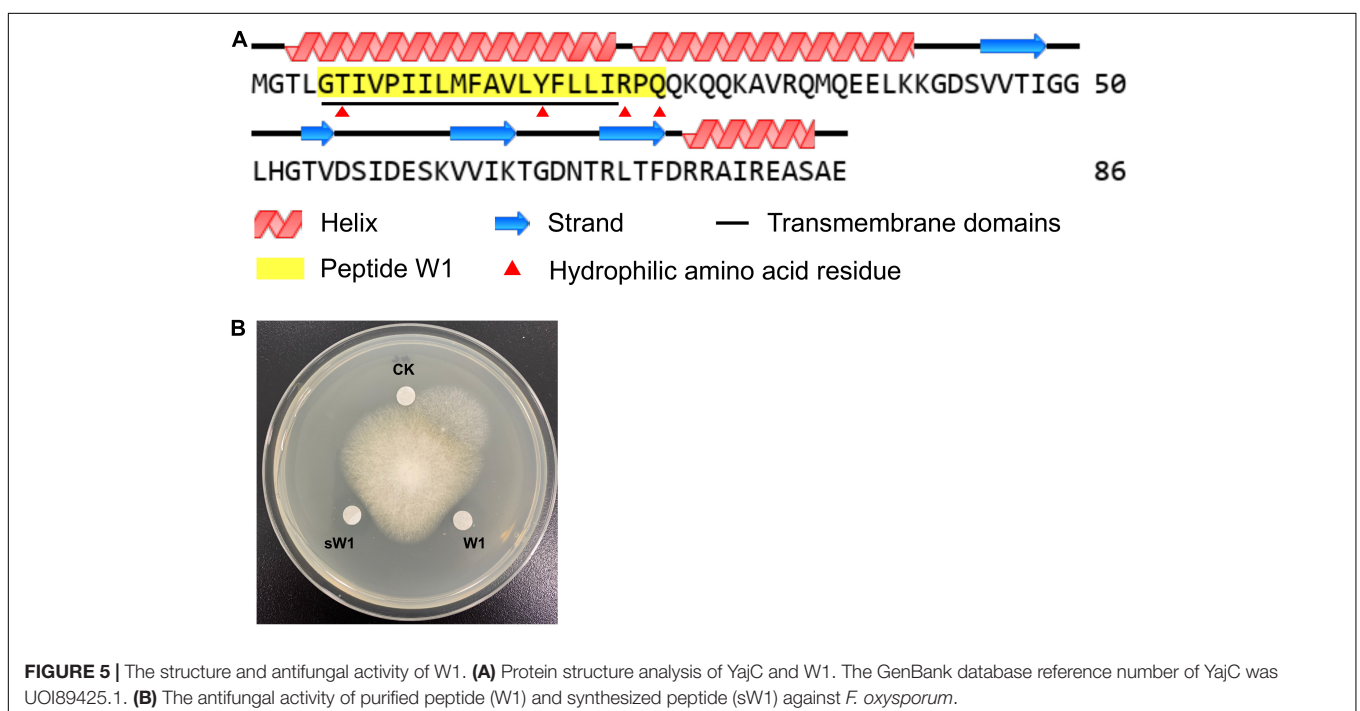 A
MGTLGTIVPIILMFAVLYFLLIRPQQKQQKAVRQMQEELKKGDSVVTIGG 50
LHGTVDSIDESKVVIKTGDNTRLTFDRRAIREASAE 86
Helix Strand Transmembrane domains
Peptide W1 Hydrophilic amino acid residue
B
CK
sW1 W1
FIGURE 5 | The structure and antifungal activity of W1. (A) Protein structure analysis of YajC and W1. The GenBank database reference number of YajC was
UOI89425.1. (B) The antifungal activity of purified peptide (W1) and synthesized peptide (sW1) against F. oxysporum.